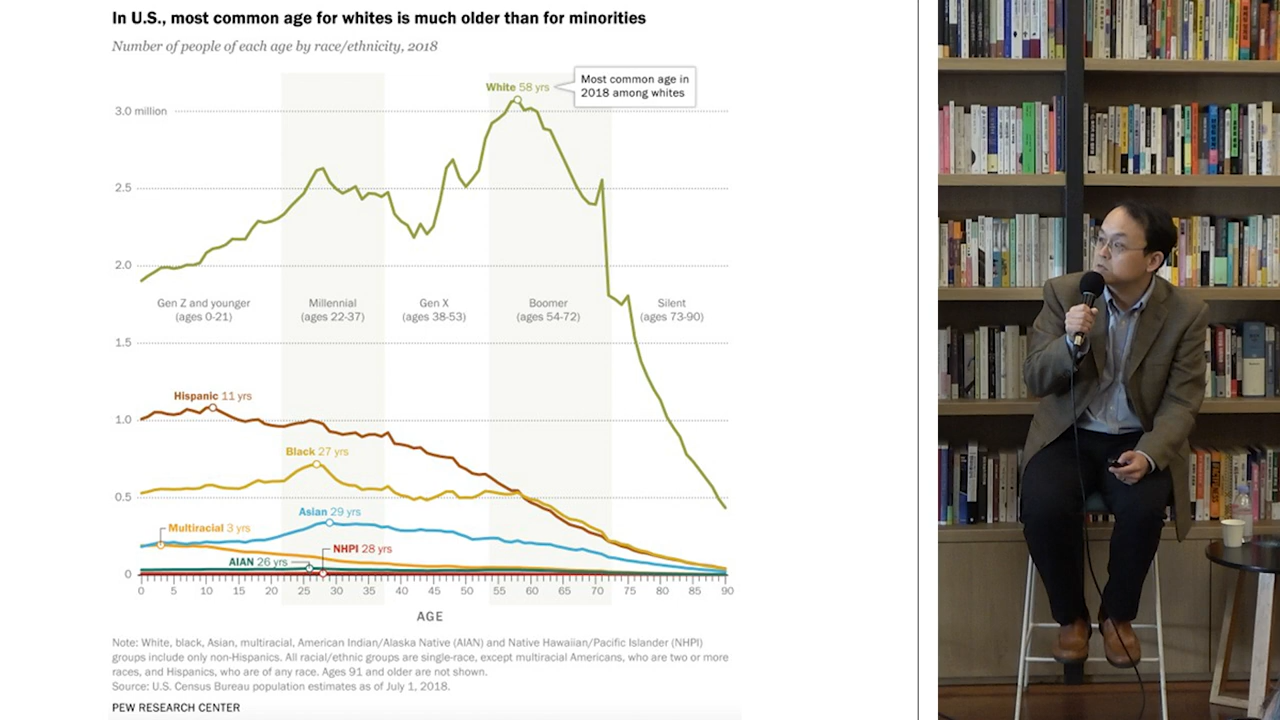 In U.S., most common age for whites is much older than for minorities
Number of people of each age by race/ethnicity, 2018
White 58 yrs
Most common age in
2018 among whites
3.0 million
2.5
2.0
Gen Z and younger
(ages 0-21)
Millennial
(ages 22-37)
Gen X
(ages 38-53)
Boomer
(ages 54-72)
Silent
(ages 73-90)
1.5
Hispanic 11 yrs
1.0
Black 27 yrs
0.5
Asian 29 yrs
Multiracial 3 yrs
NHPI 28 yrs
AIAN 26 yrs
0
0 5 10 15 20 25 30 35 40 45 50 55 60 65 70 75 80 85 90
AGE
Note: White, black, Asian, multiracial, American Indian/Alaska Native (AIAN) and Native Hawaiian/Pacific Islander (NHPI)
groups include only non-Hispanics. All racial/ethnic groups are single-race, except multiracial Americans, who are two or more
races, and Hispanics, who are of any race. Ages 91 and older are not shown.
Source: U.S. Census Bureau population estimates as of July 1, 2018.
PEW RESEARCH CENTER